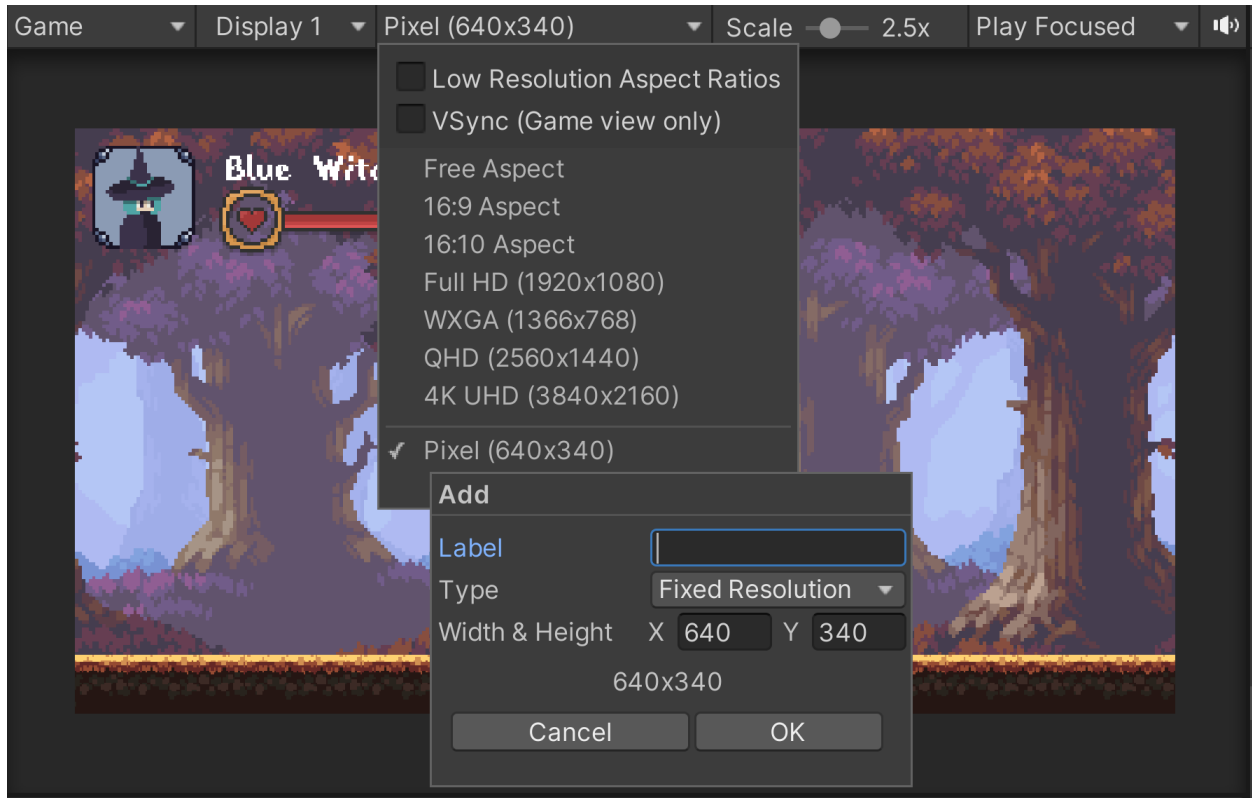 Game Display 1 Pixel (640x340) Scale 2.5x Play Focused
Low Resolution Aspect Ratios
VSync (Game view only)
Free Aspect
16:9 Aspect
16:10 Aspect
Full HD (1920x1080)
WXGA (1366x768)
QHD (2560x1440)
4K UHD (3840x2160)
Pixel (640x340)
Blue
Add
Label
Type Fixed Resolution
Width & Height X 640 Y 340
640x340
Cancel OK